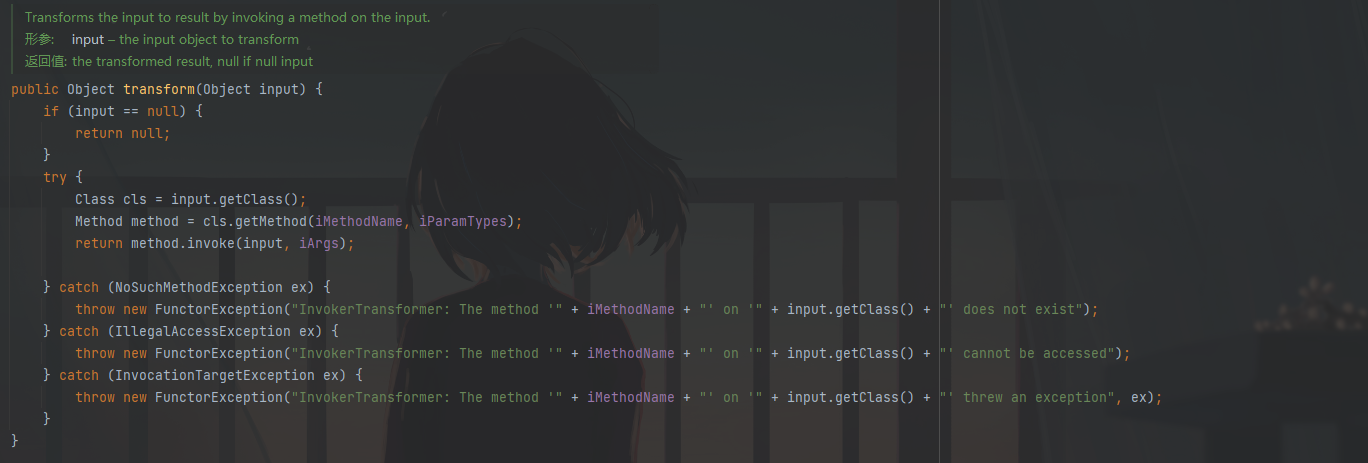 Transforms the input to result by invoking a method on the input.
形参: input – the input object to transform
返回值: the transformed result, null if null input
public Object transform(Object input) {
    if (input == null) {
        return null;
    }
    try {
        Class cls = input.getClass();
        Method method = cls.getMethod(iMethodName, iParamTypes);
        return method.invoke(input, iArgs);

    } catch (NoSuchMethodException ex) {
        throw new FunctorException("InvokerTransformer: The method '" + iMethodName + "' on '" + input.getClass() + "' does not exist");
    } catch (IllegalAccessException ex) {
        throw new FunctorException("InvokerTransformer: The method '" + iMethodName + "' on '" + input.getClass() + "' cannot be accessed");
    } catch (InvocationTargetException ex) {
        throw new FunctorException("InvokerTransformer: The method '" + iMethodName + "' on '" + input.getClass() + "' threw an exception", ex);
    }
}